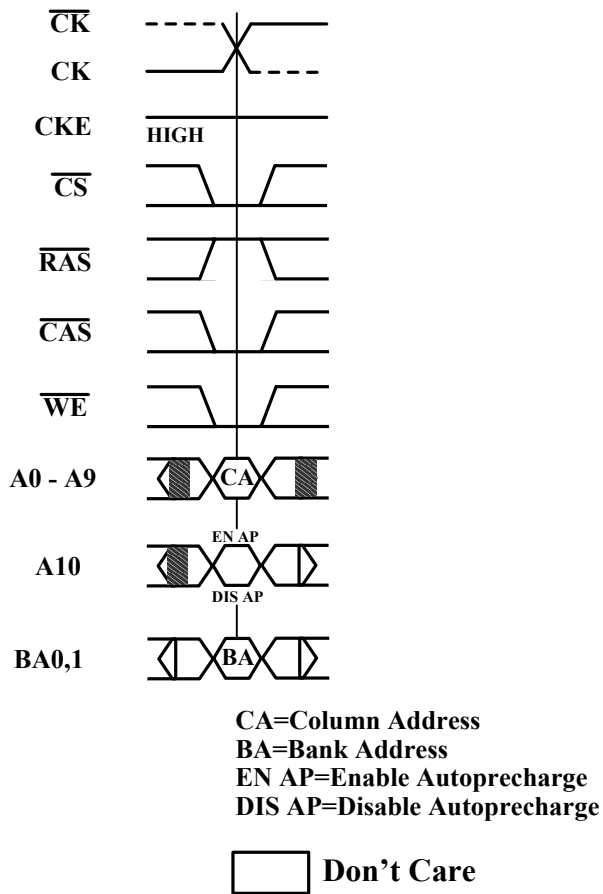 CK
CK
CKE
HIGH
CS
RAS
CAS
WE
A0 - A9
CA
EN AP
A10
DIS AP
BA0,1
BA
CA=Column Address
BA=Bank Address
EN AP=Enable Autoprecharge
DIS AP=Disable Autoprecharge
Don't Care